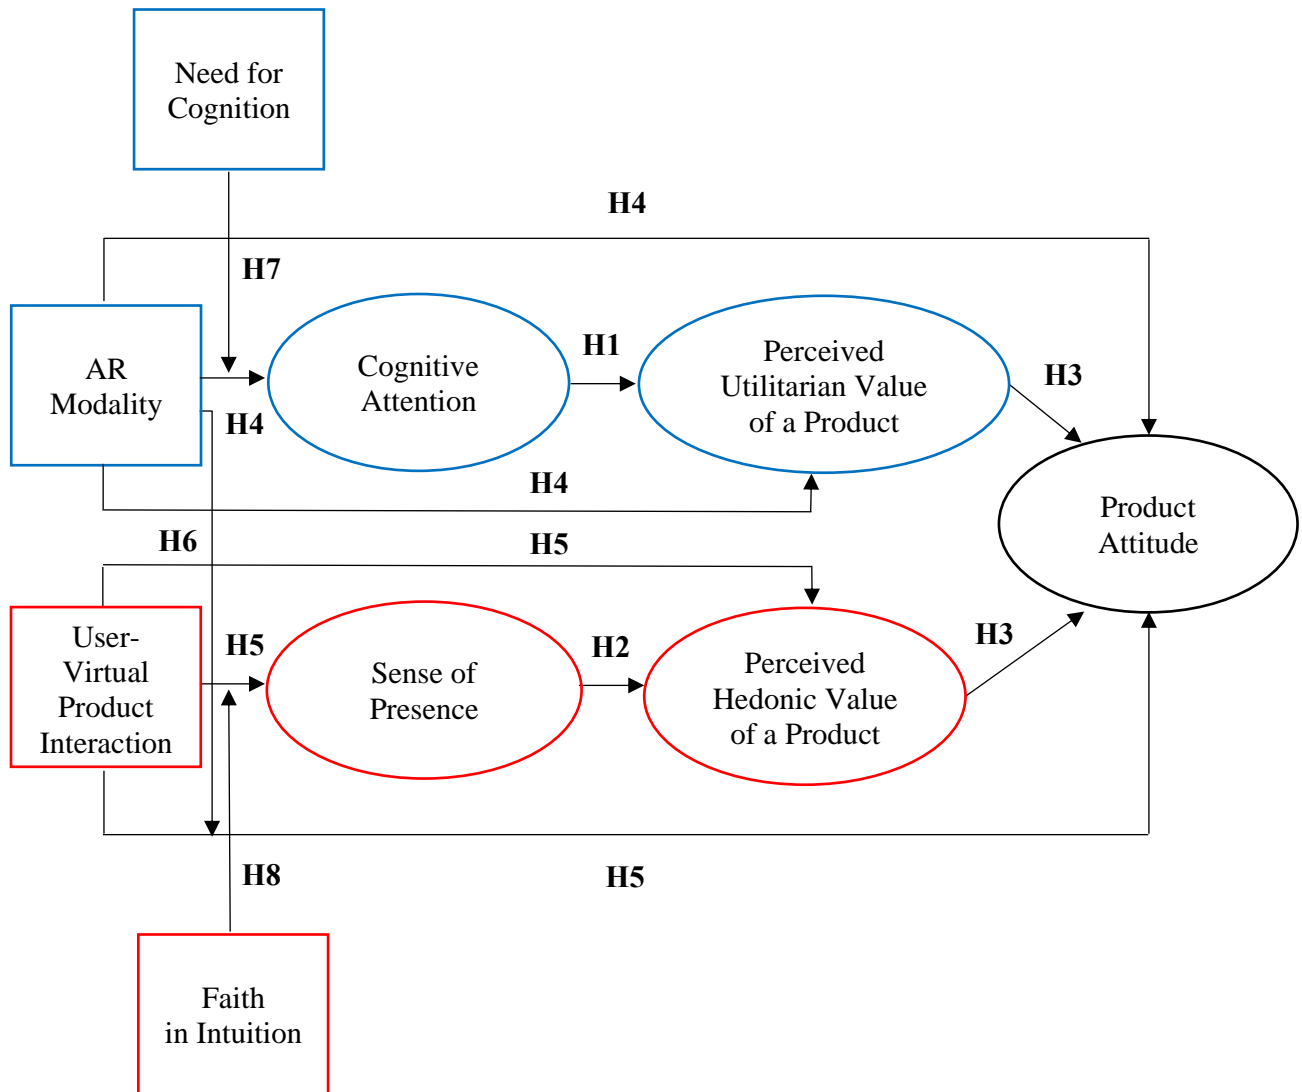 Need for
Cognition
H4
H7
AR
Modality
Cognitive
Attention
H1
Perceived
Utilitarian Value
of a Product
H3
H4
H4
Product
Attitude
H6
H5
User-
Virtual
Product
Interaction
H5
Sense of
Presence
H2
Perceived
Hedonic Value
of a Product
H3
H8
H5
Faith
in Intuition